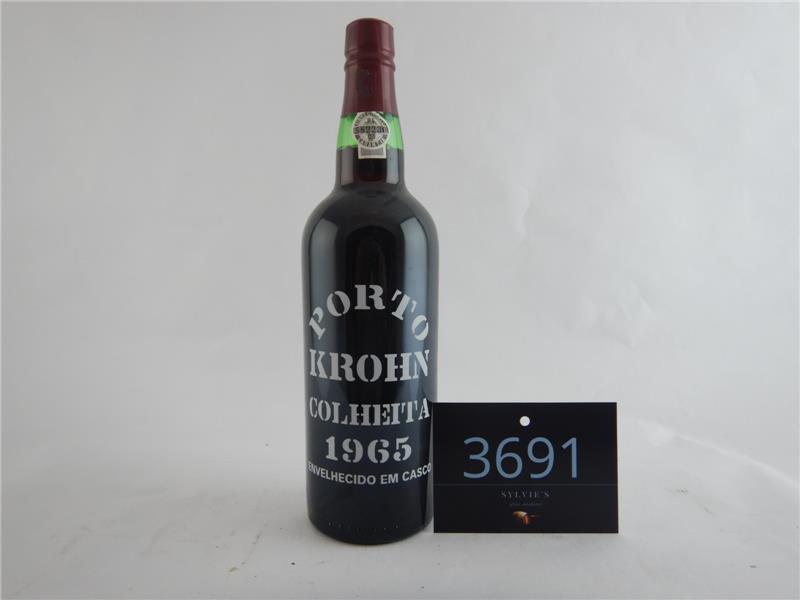 PORTO
KROHN
COLHEITA
1965
ENVELHECIDO EM CASCO
3691
SYLVIE'S